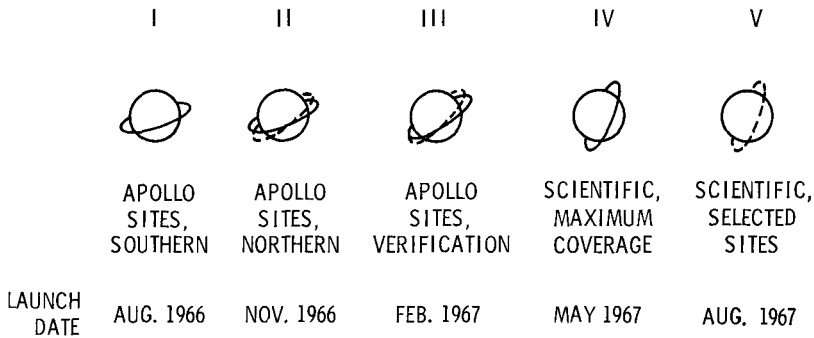 I II III IV V
APOLLO SITES, SOUTHERN
APOLLO SITES, NORTHERN
APOLLO SITES, VERIFICATION
SCIENTIFIC, MAXIMUM COVERAGE
SCIENTIFIC, SELECTED SITES
LAUNCH DATE AUG. 1966 NOV. 1966 FEB. 1967 MAY 1967 AUG. 1967